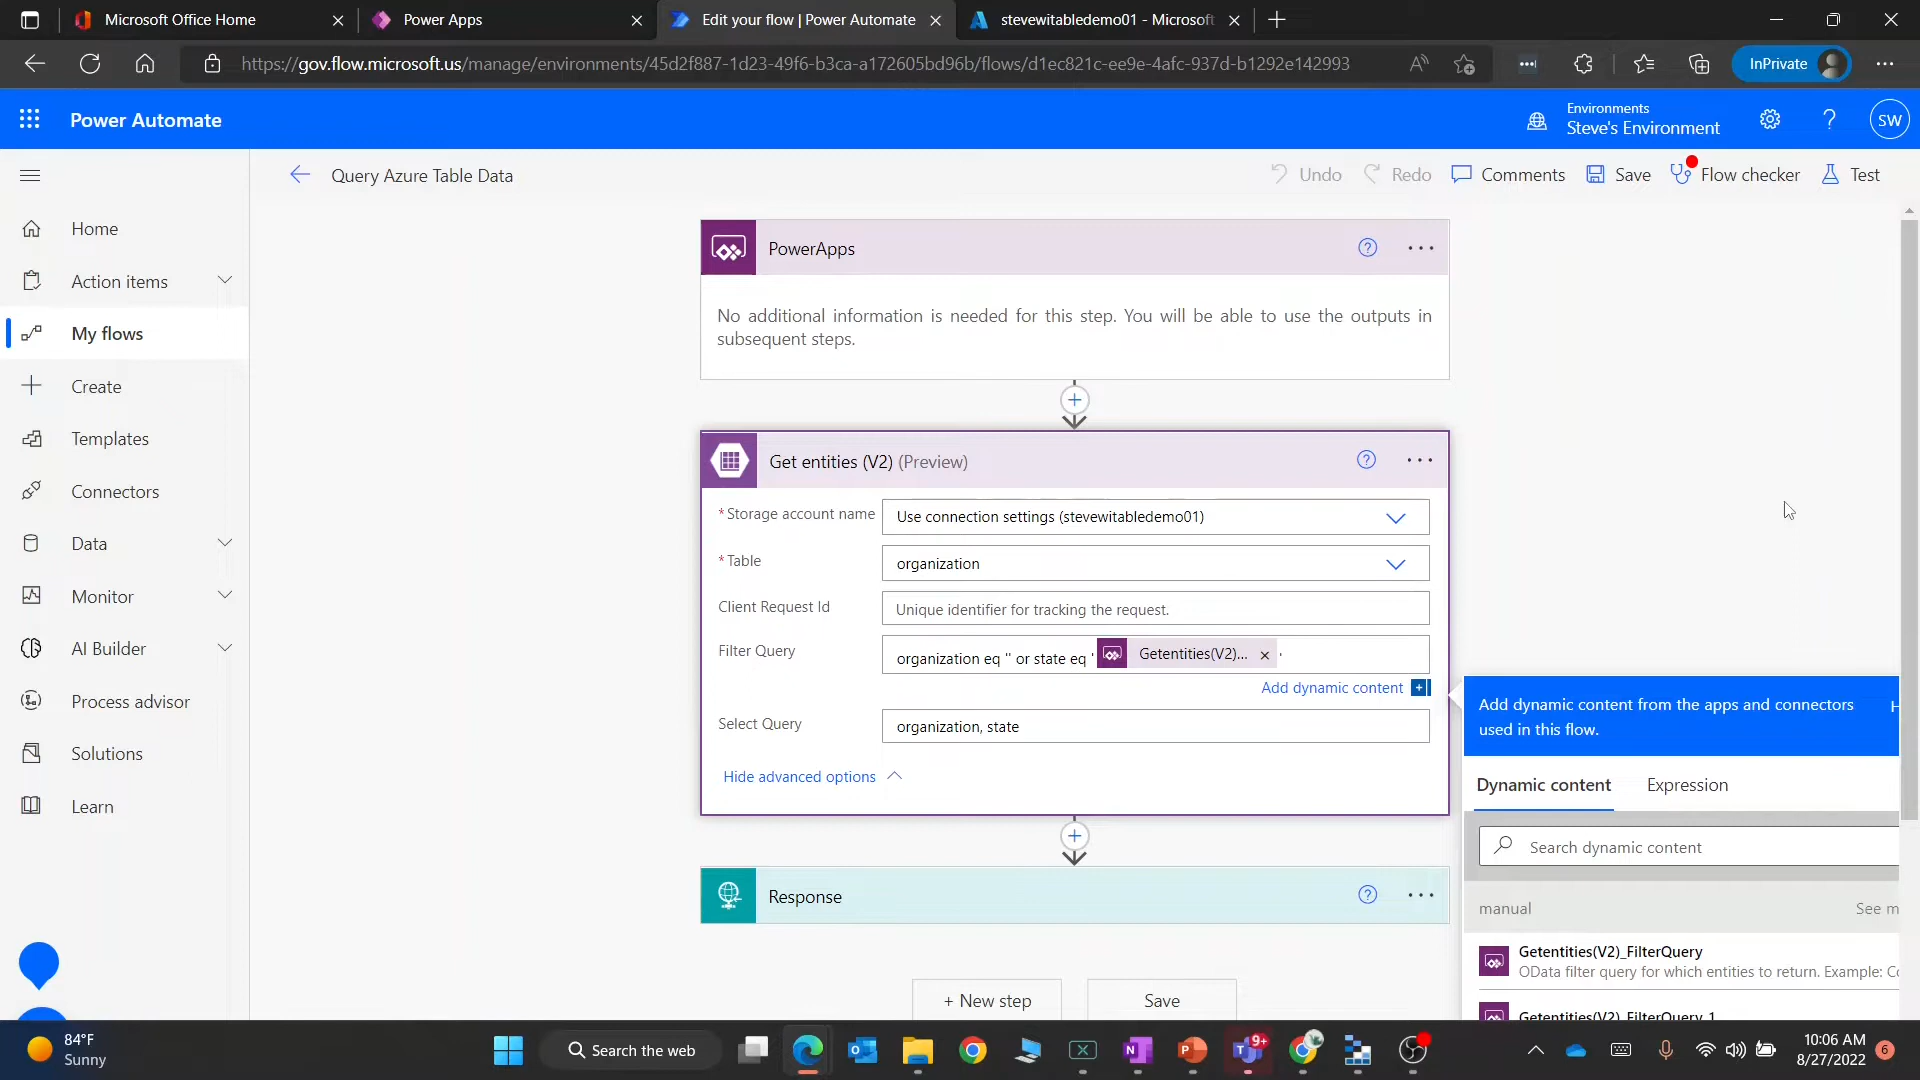 Microsoft Office Home
Power Apps
Edit your flow | Power Automate
stevewitabledemo01 - Microsoft
https://gov.flow.microsoft.us/manage/environments/45d2f887-1d23-49f6-b3ca-a172605bd96b/flows/d1ec821c-ee9e-4afc-937d-b1292e142993
InPrivate
Power Automate
Environments
Steve's Environment
SW
Query Azure Table Data
Undo
Redo
Comments
Save
Flow checker
Test
Home
Action items
My flows
Create
Templates
Connectors
Data
Monitor
AI Builder
Process advisor
Solutions
Learn
PowerApps
No additional information is needed for this step. You will be able to use the outputs in
subsequent steps.
Get entities (V2) (Preview)
* Storage account name
Use connection settings (stevewitabledemo01)
* Table
organization
Client Request Id
Unique identifier for tracking the request.
Filter Query
organization eq '' or state eq ' Getentities(V2)... × '
Add dynamic content
Select Query
organization, state
Hide advanced options
Response
+ New step
Save
Add dynamic content from the apps and connectors
used in this flow.
Dynamic content
Expression
Search dynamic content
manual
See m
Getentities(V2)_FilterQuery
OData filter query for which entities to return. Example: Co
Getentities(V2)_FilterQuery_1
84°F
Sunny
Search the web
9+
10:06 AM
8/27/2022
6